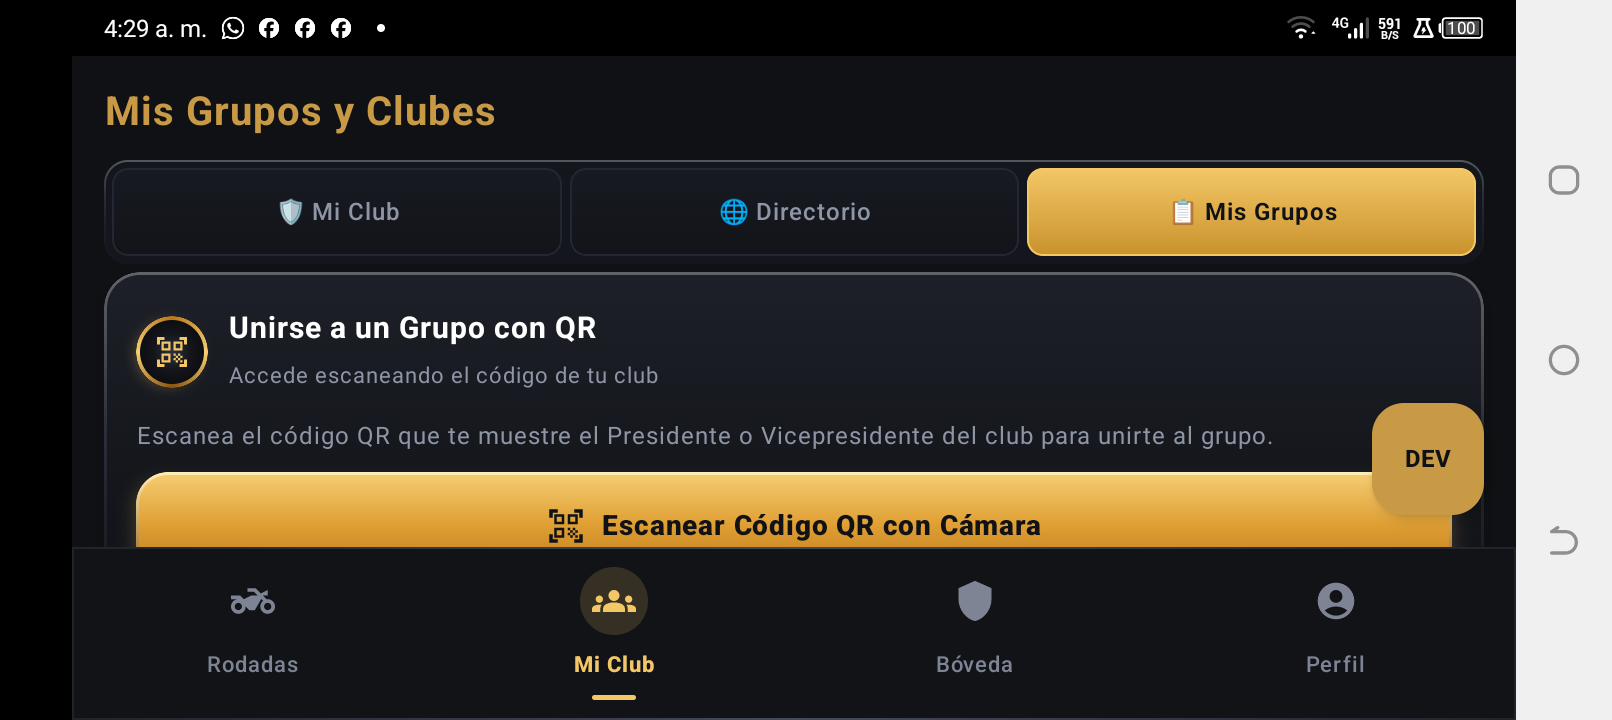 4:29 a. m.
4G
591
B/S
100
Mis Grupos y Clubes
Mi Club
Directorio
Mis Grupos
Unirse a un Grupo con QR
Accede escaneando el código de tu club
Escanea el código QR que te muestre el Presidente o Vicepresidente del club para unirte al grupo.
DEV
Escanear Código QR con Cámara
Rodadas
Mi Club
Bóveda
Perfil